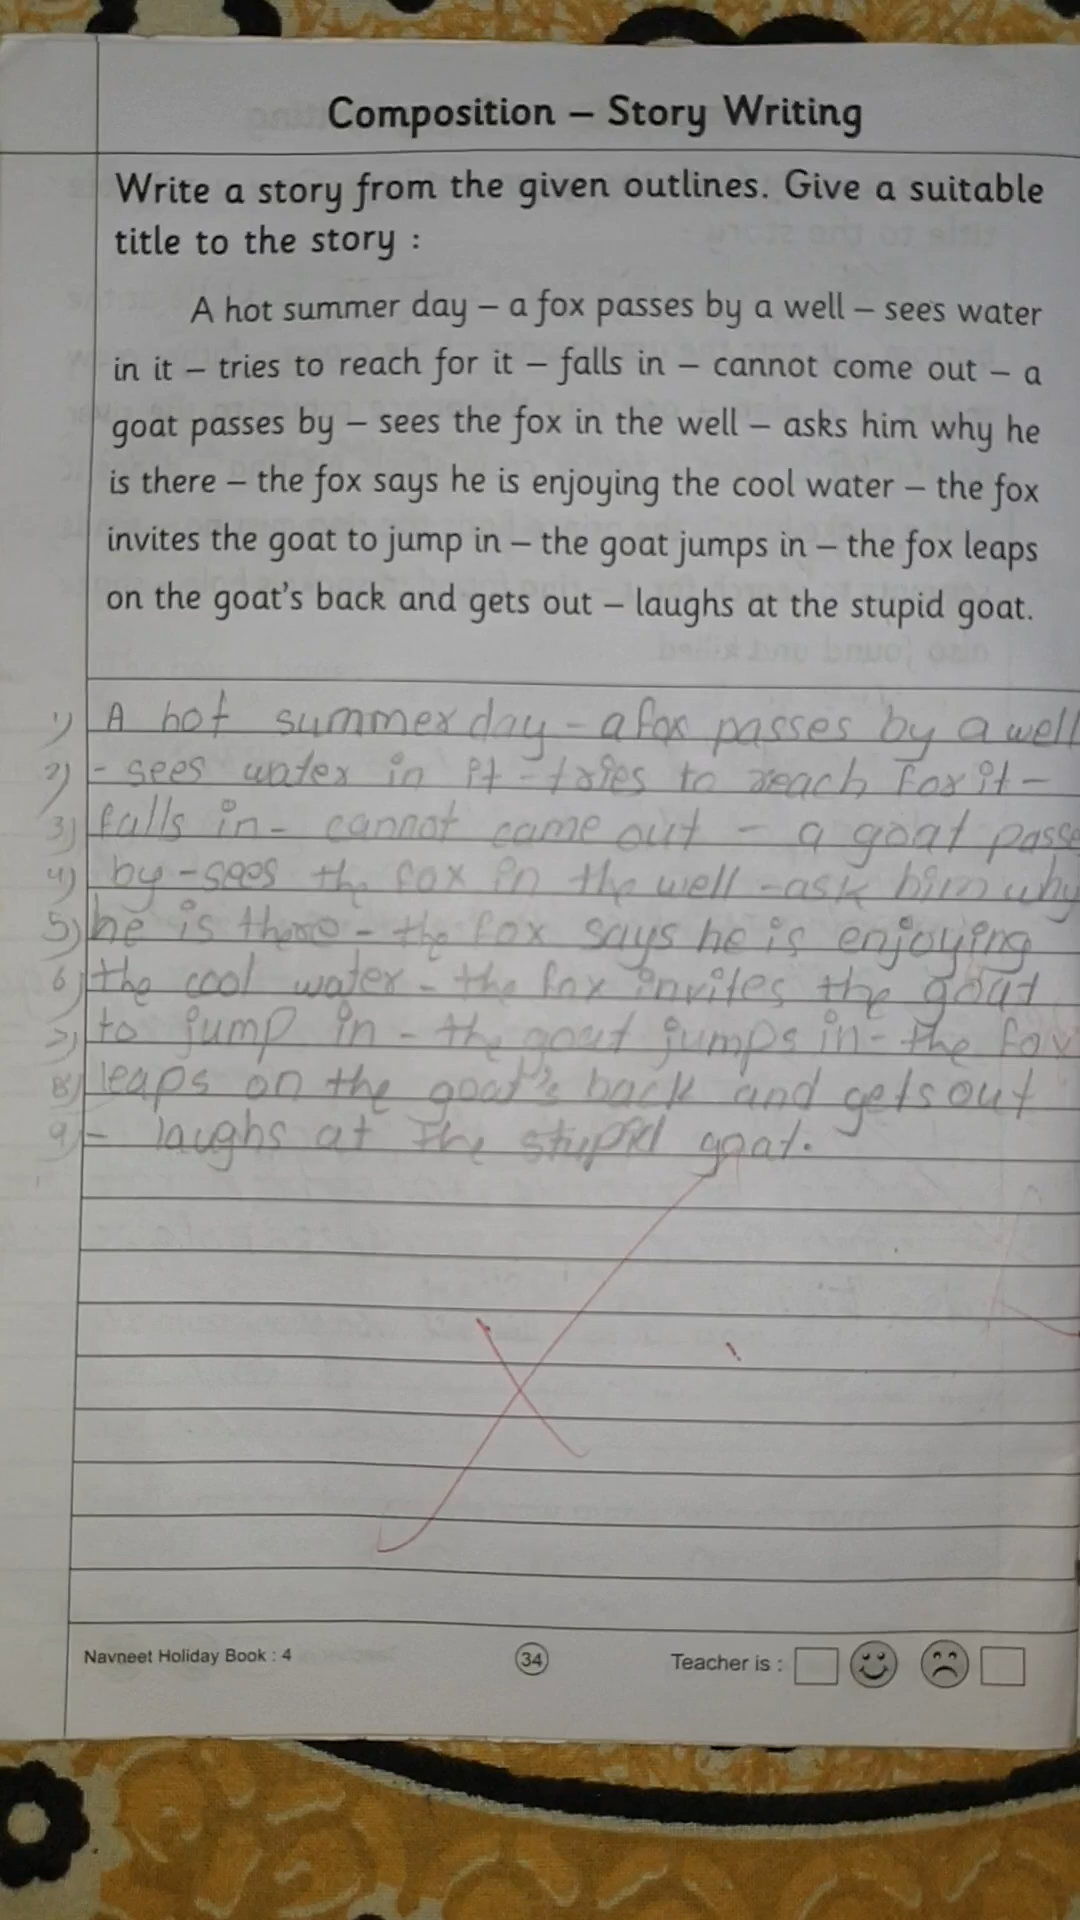 Composition – Story Writing
Write a story from the given outlines. Give a suitable
title to the story :
A hot summer day – a fox passes by a well – sees water
in it – tries to reach for it – falls in – cannot come out – a
goat passes by – sees the fox in the well – asks him why he
is there – the fox says he is enjoying the cool water – the fox
invites the goat to jump in – the goat jumps in – the fox leaps
on the goat's back and gets out – laughs at the stupid goat.
1) A hot summer day - a fox passes by a well
2) - sees water in it - tries to reach for it -
3) falls in - cannot came out - a goat passe
4) by - sees the fox in the well - ask him why
5) he is there - the fox says he is enjoying
6) the cool water - the fox invites the goat
7) to jump in - the goat jumps in - the fox
8) leaps on the goat's back and gets out
9) - laughs at the stupid goat.
Navneet Holiday Book : 4
34
Teacher is :